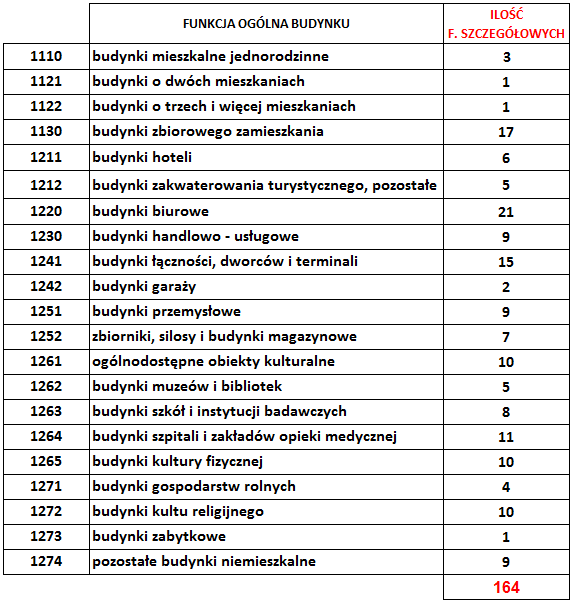 FUNKCJA OGÓLNA BUDYNKU
ILOŚĆ
F. SZCZEGÓŁOWYCH
1110 budynki mieszkalne jednorodzinne 3
1121 budynki o dwóch mieszkaniach 1
1122 budynki o trzech i więcej mieszkaniach 1
1130 budynki zbiorowego zamieszkania 17
1211 budynki hoteli 6
1212 budynki zakwaterowania turystycznego, pozostałe 5
1220 budynki biurowe 21
1230 budynki handlowo - usługowe 9
1241 budynki łączności, dworców i terminali 15
1242 budynki garaży 2
1251 budynki przemysłowe 9
1252 zbiorniki, silosy i budynki magazynowe 7
1261 ogólnodostępne obiekty kulturalne 10
1262 budynki muzeów i bibliotek 5
1263 budynki szkół i instytucji badawczych 8
1264 budynki szpitali i zakładów opieki medycznej 11
1265 budynki kultury fizycznej 10
1271 budynki gospodarstw rolnych 4
1272 budynki kultu religijnego 10
1273 budynki zabytkowe 1
1274 pozostałe budynki niemieszkalne 9
164